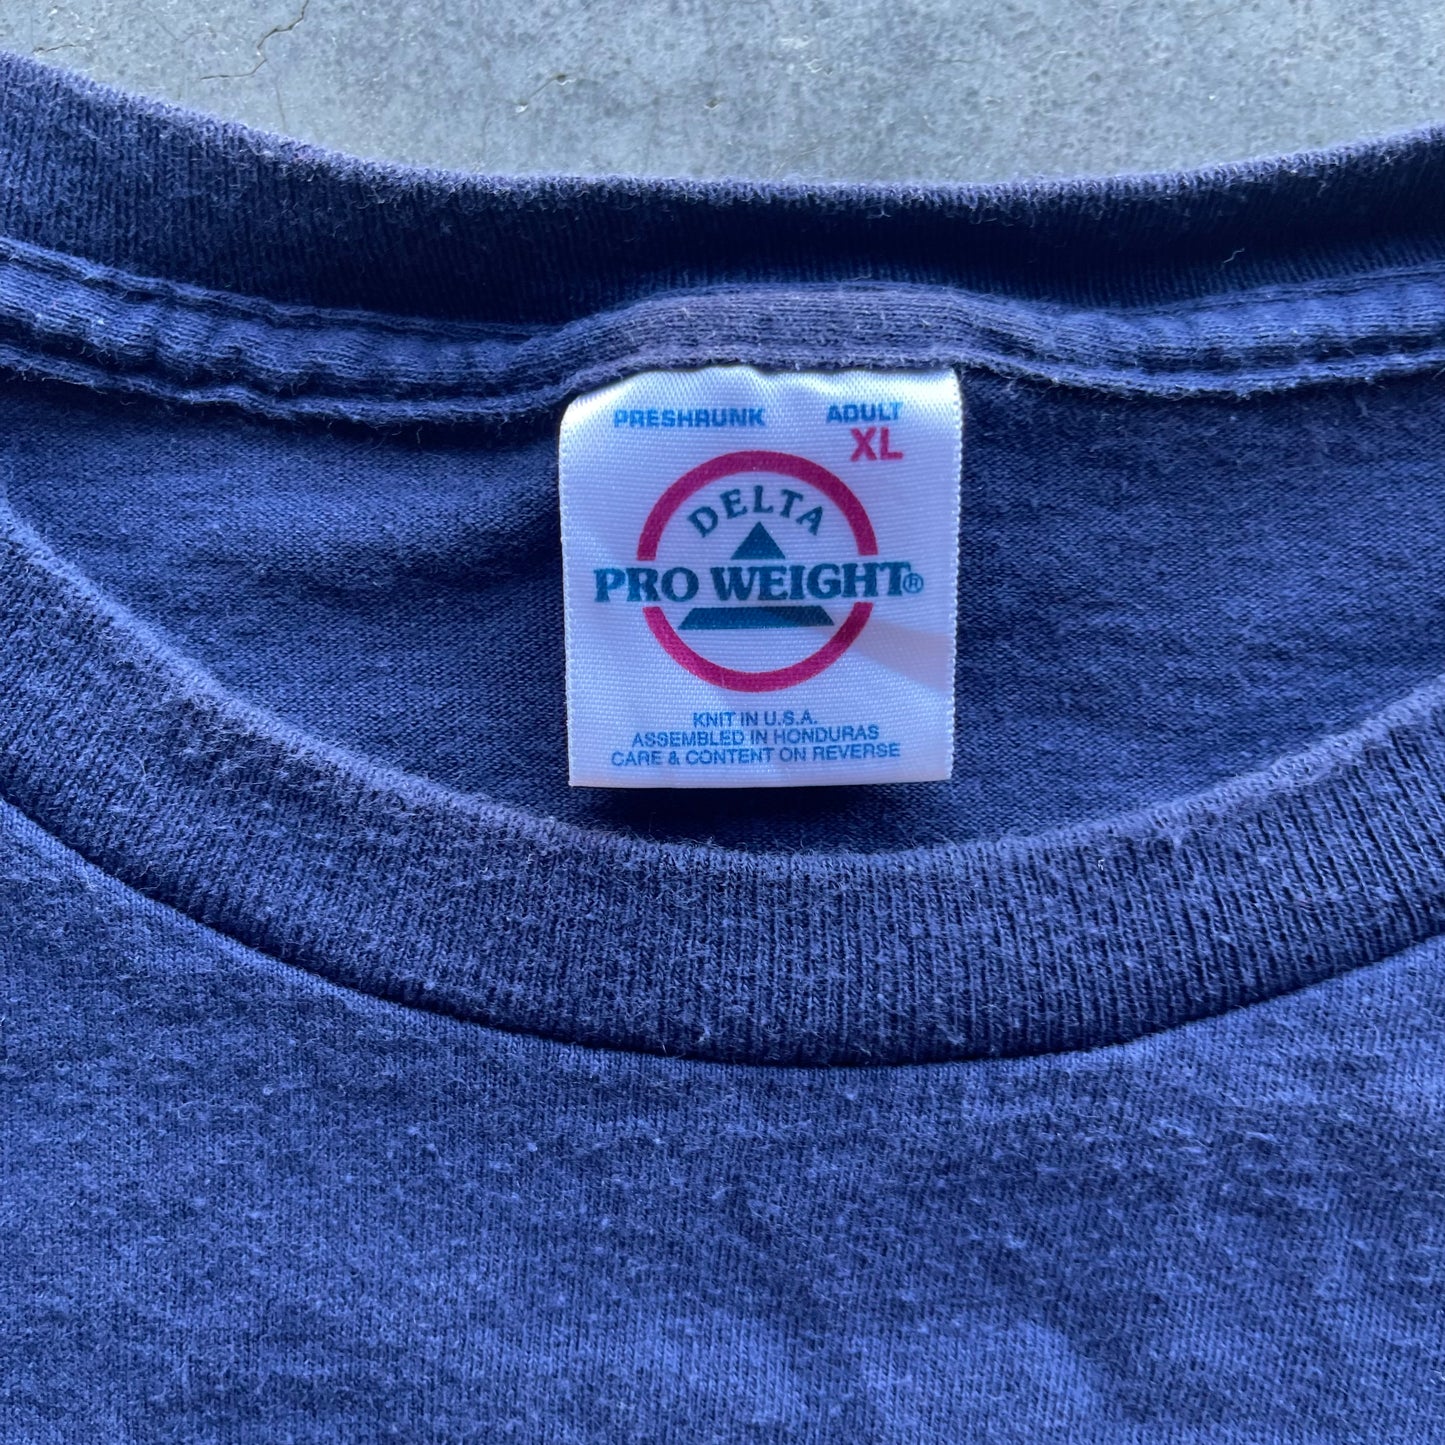 PRESHRUNK ADULT
XL
DELTA
PRO WEIGHT®
KNIT IN U.S.A.
ASSEMBLED IN HONDURAS
CARE & CONTENT ON REVERSE